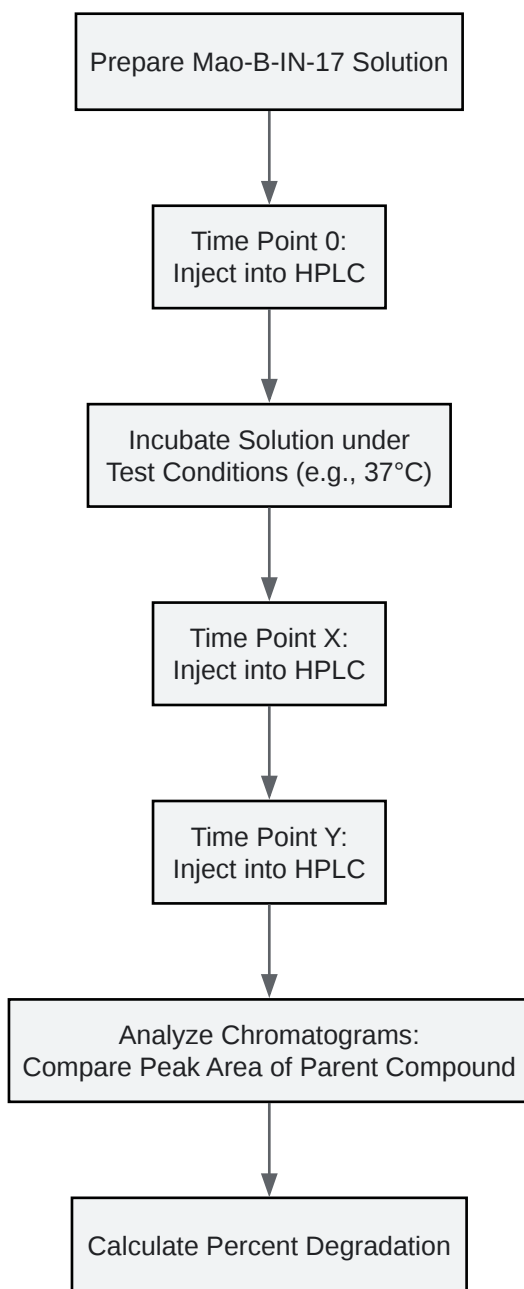 Prepare Mao-B-IN-17 Solution
Time Point 0:
Inject into HPLC
Incubate Solution under
Test Conditions (e.g., 37°C)
Time Point X:
Inject into HPLC
Time Point Y:
Inject into HPLC
Analyze Chromatograms:
Compare Peak Area of Parent Compound
Calculate Percent Degradation